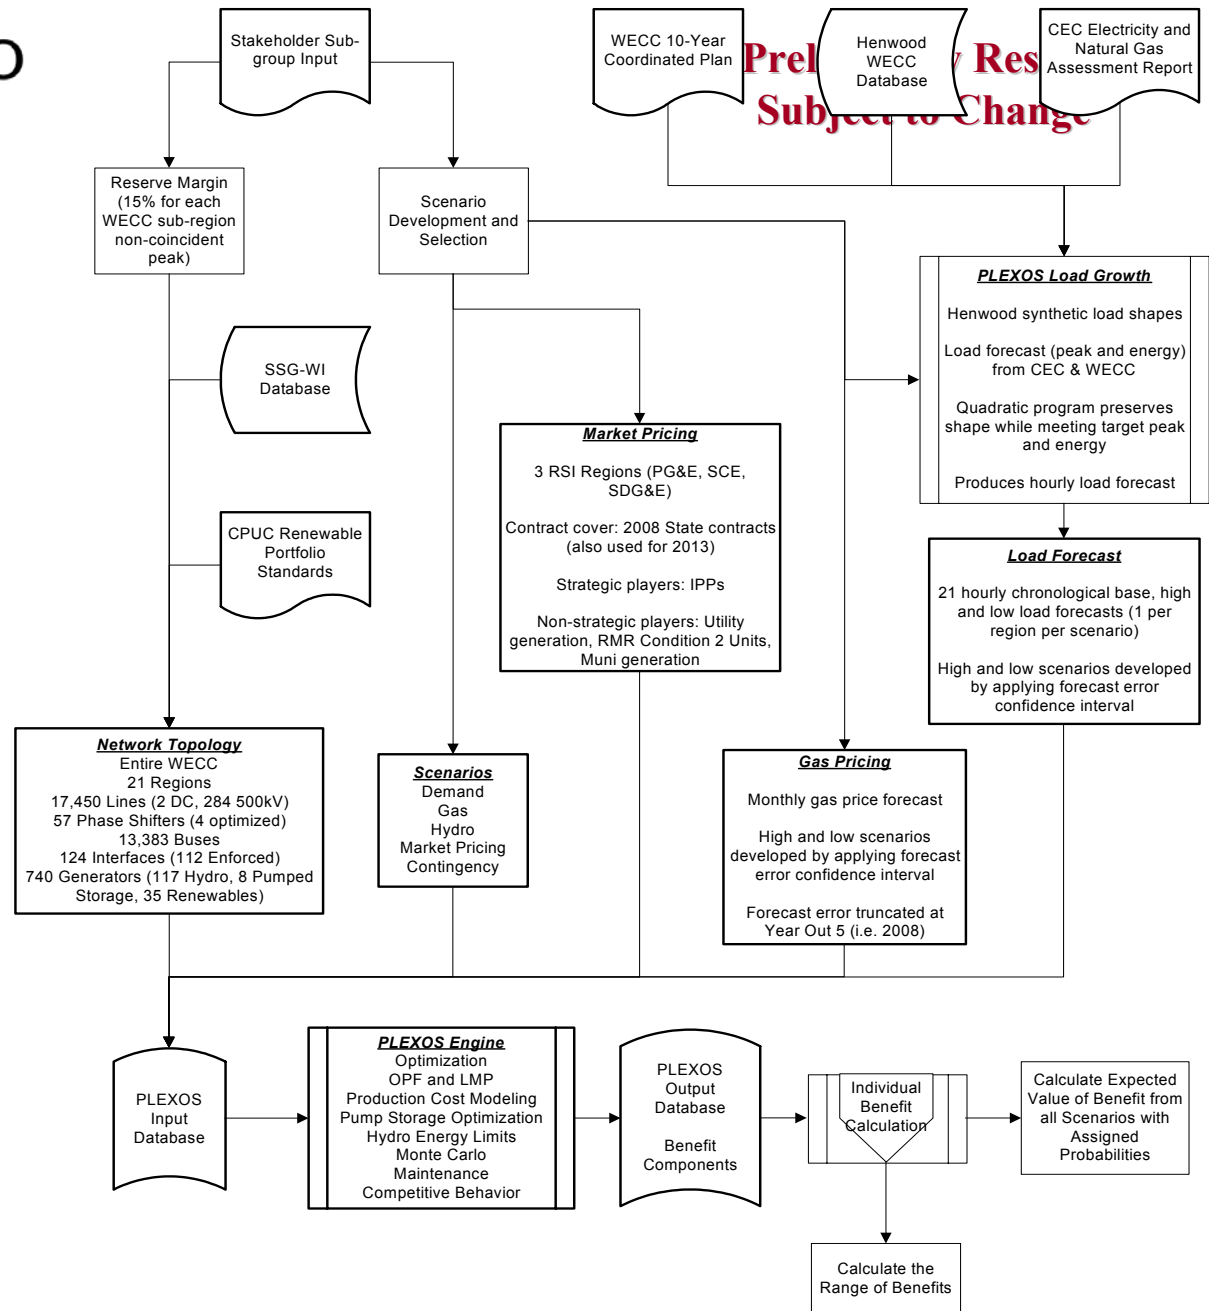 O
Stakeholder Sub-
group Input
WECC 10-Year
Coordinated Plan
Henwood
WECC
Database
CEC Electricity and
Natural Gas
Assessment Report
Prel y Res
Subject to Change
Reserve Margin
(15% for each
WECC sub-region
non-coincident
peak)
Scenario
Development and
Selection
PLEXOS Load Growth
Henwood synthetic load shapes
Load forecast (peak and energy)
from CEC & WECC
Quadratic program preserves
shape while meeting target peak
and energy
Produces hourly load forecast
SSG-WI
Database
Market Pricing
3 RSI Regions (PG&E, SCE,
SDG&E)
Contract cover: 2008 State contracts
(also used for 2013)
Strategic players: IPPs
Non-strategic players: Utility
generation, RMR Condition 2 Units,
Muni generation
CPUC Renewable
Portfolio
Standards
Load Forecast
21 hourly chronological base, high
and low load forecasts (1 per
region per scenario)
High and low scenarios developed
by applying forecast error
confidence interval
Network Topology
Entire WECC
21 Regions
17,450 Lines (2 DC, 284 500kV)
57 Phase Shifters (4 optimized)
13,383 Buses
124 Interfaces (112 Enforced)
740 Generators (117 Hydro, 8 Pumped
Storage, 35 Renewables)
Scenarios
Demand
Gas
Hydro
Market Pricing
Contingency
Gas Pricing
Monthly gas price forecast
High and low scenarios
developed by applying forecast
error confidence interval
Forecast error truncated at
Year Out 5 (i.e. 2008)
PLEXOS
Input
Database
PLEXOS Engine
Optimization
OPF and LMP
Production Cost Modeling
Pump Storage Optimization
Hydro Energy Limits
Monte Carlo
Maintenance
Competitive Behavior
PLEXOS
Output
Database
Benefit
Components
Individual
Benefit
Calculation
Calculate Expected
Value of Benefit from
all Scenarios with
Assigned
Probabilities
Calculate the
Range of Benefits